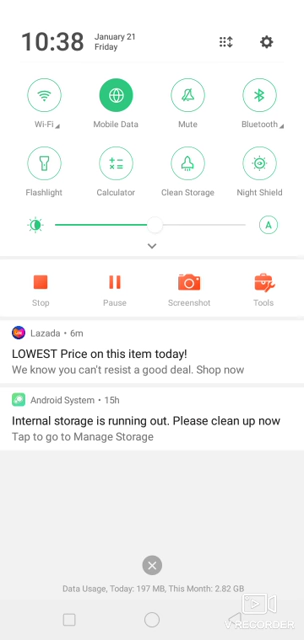 10:38
January 21
Friday
Wi-Fi
Mobile Data
Mute
Bluetooth
Flashlight
Calculator
Clean Storage
Night Shield
A
Stop
Pause
Screenshot
Tools
Lazada • 6m
LOWEST Price on this item today!
We know you can't resist a good deal. Shop now
Android System • 15h
Internal storage is running out. Please clean up now
Tap to go to Manage Storage
Data Usage, Today: 197 MB, This Month: 2.82 GB
V RECORDER